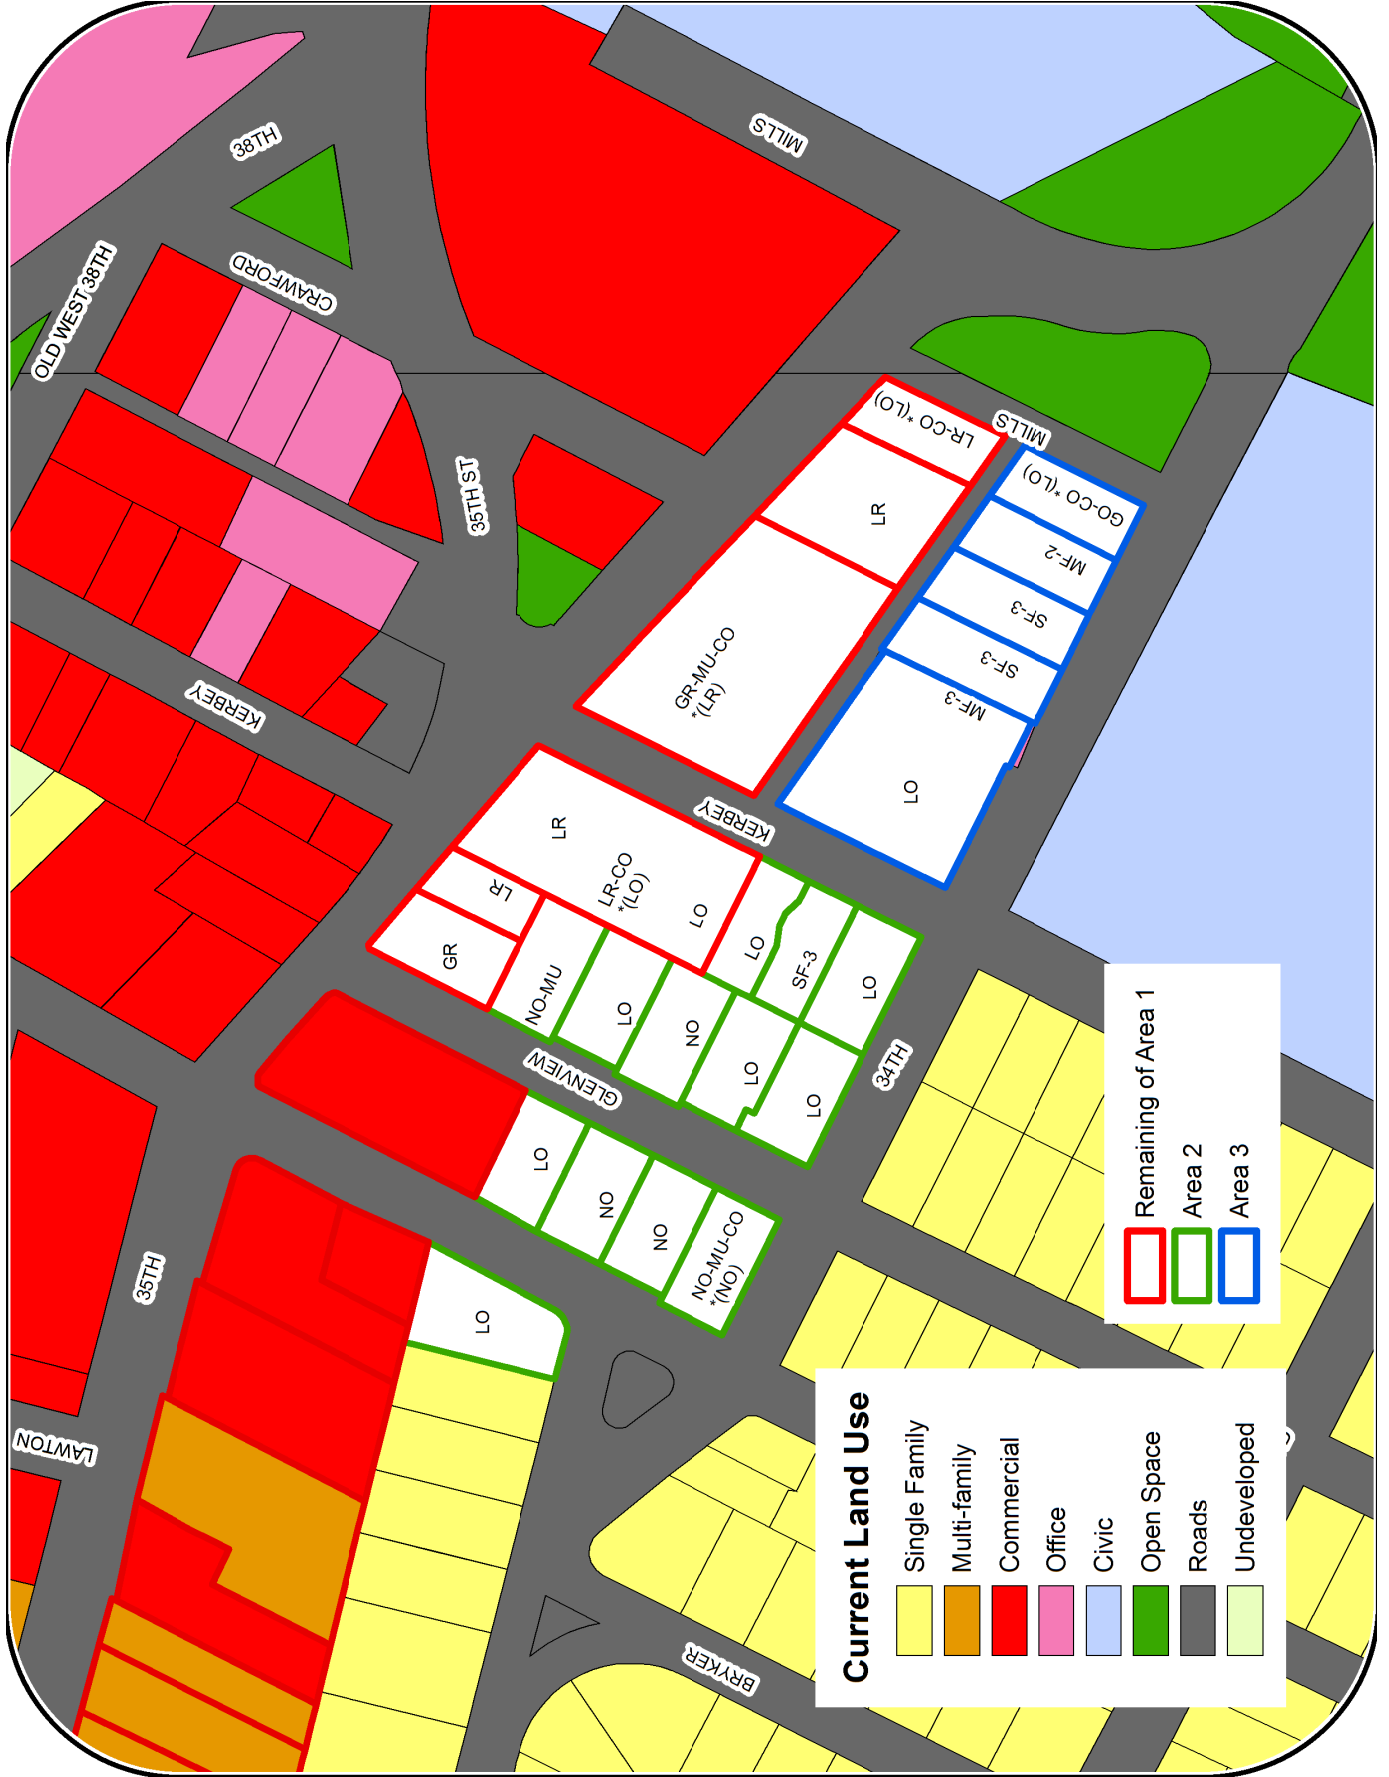 38TH
MILLS
OLD WEST 38TH
CRAWFORD
35TH ST
KERBEY
LR-CO *(LO)
MILLS
LR
GO-CO *(LO)
MF-2
SF-3
SF-3
MF-3
LO
GR-MU-CO
*(LR)
KERBEY
LR
LR-CO
*(LO)
LO
LR
GR
NO-MU
LO
NO
LO
LO
LO
SF-3
LO
GLENVIEW
34TH
LO
NO
NO
NO-MU-CO
*(NO)
LO
35TH
LAWTON
BRYKER
Remaining of Area 1
Area 2
Area 3
Current Land Use
Single Family
Multi-family
Commercial
Office
Civic
Open Space
Roads
Undeveloped